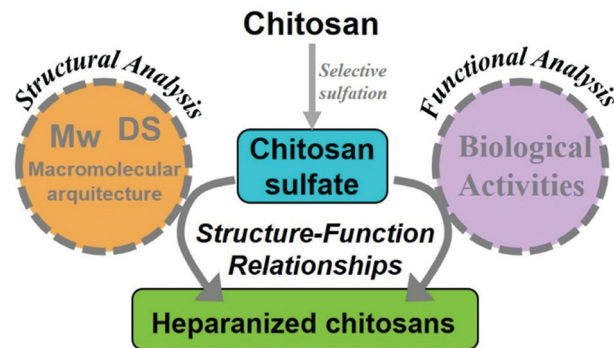 Chitosan
Selective
sulfation
Structural Analysis
Mw DS
Macromolecular
arquitecture
Functional Analysis
Biological
Activities
Chitosan
sulfate
Structure-Function
Relationships
Heparanized chitosans